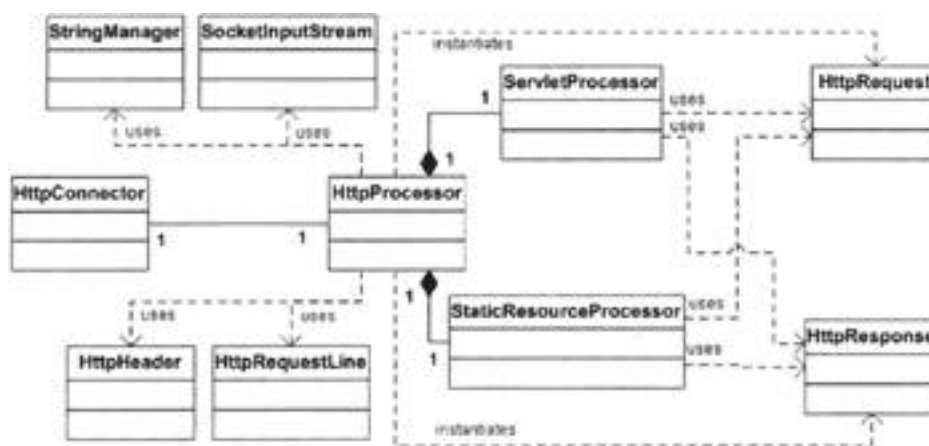 StringManager
SocketInputStream
instantiates
ServletProcessor
HttpRequest
1
uses
uses
uses
uses
1
HttpConnector
HttpProcessor
1
1
1
StaticResourceProcessor
uses
uses
uses
HttpResponse
1
uses
HttpHeader
HttpRequestLine
instantiates